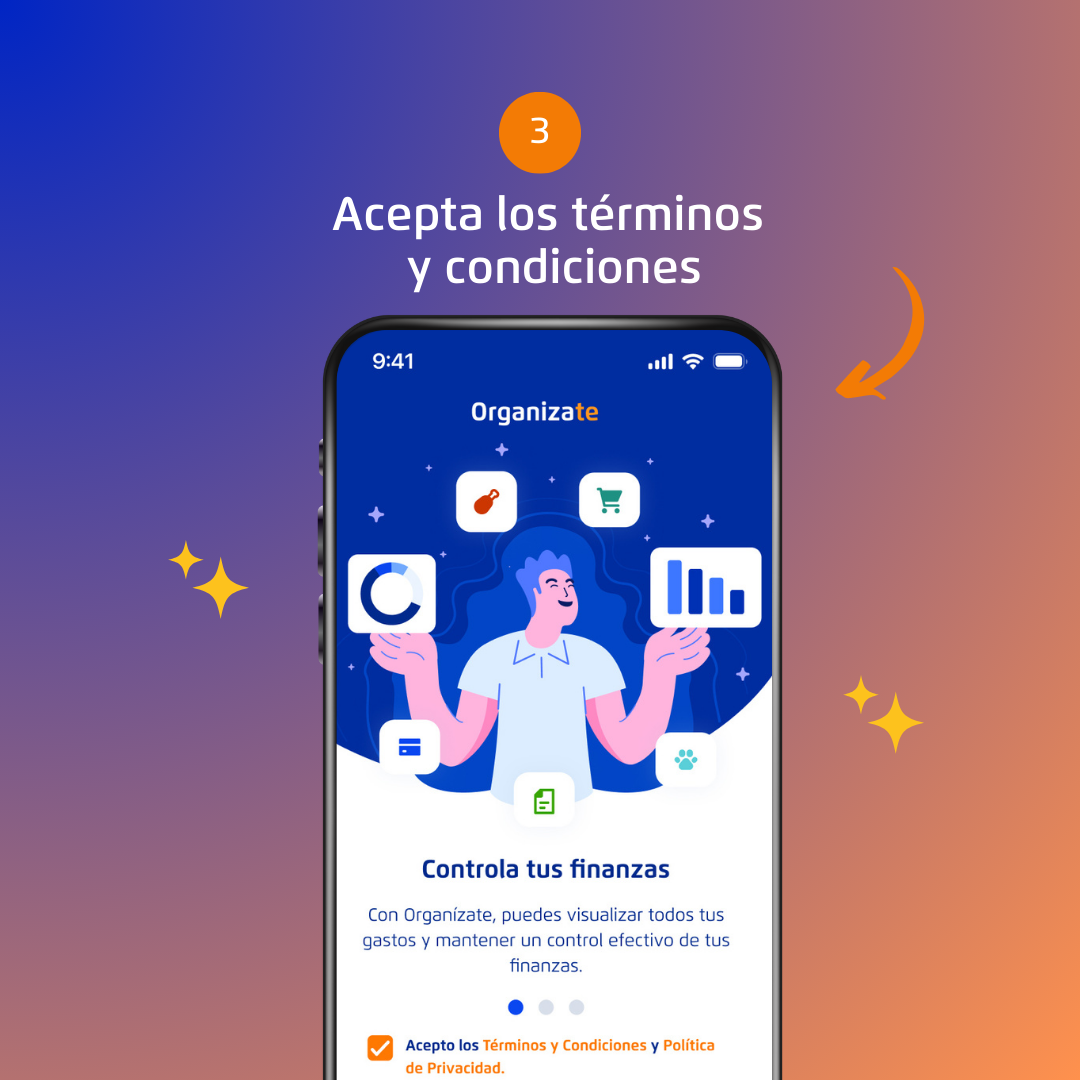 3
Acepta los términos
y condiciones
9:41
Organizate
Controla tus finanzas
Con Organízate, puedes visualizar todos tus
gastos y mantener un control efectivo de tus
finanzas.
Acepto los Términos y Condiciones y Política
de Privacidad.